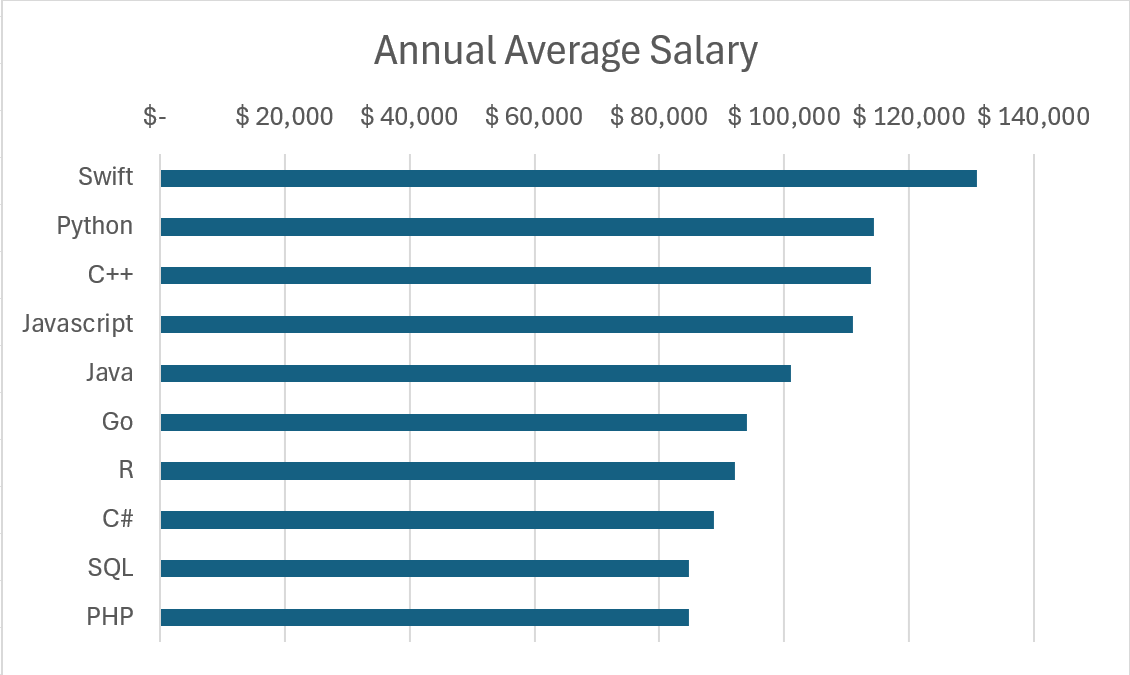 Annual Average Salary
$- $ 20,000 $ 40,000 $ 60,000 $ 80,000 $ 100,000 $ 120,000 $ 140,000
Swift
Python
C++
Javascript
Java
Go
R
C#
SQL
PHP